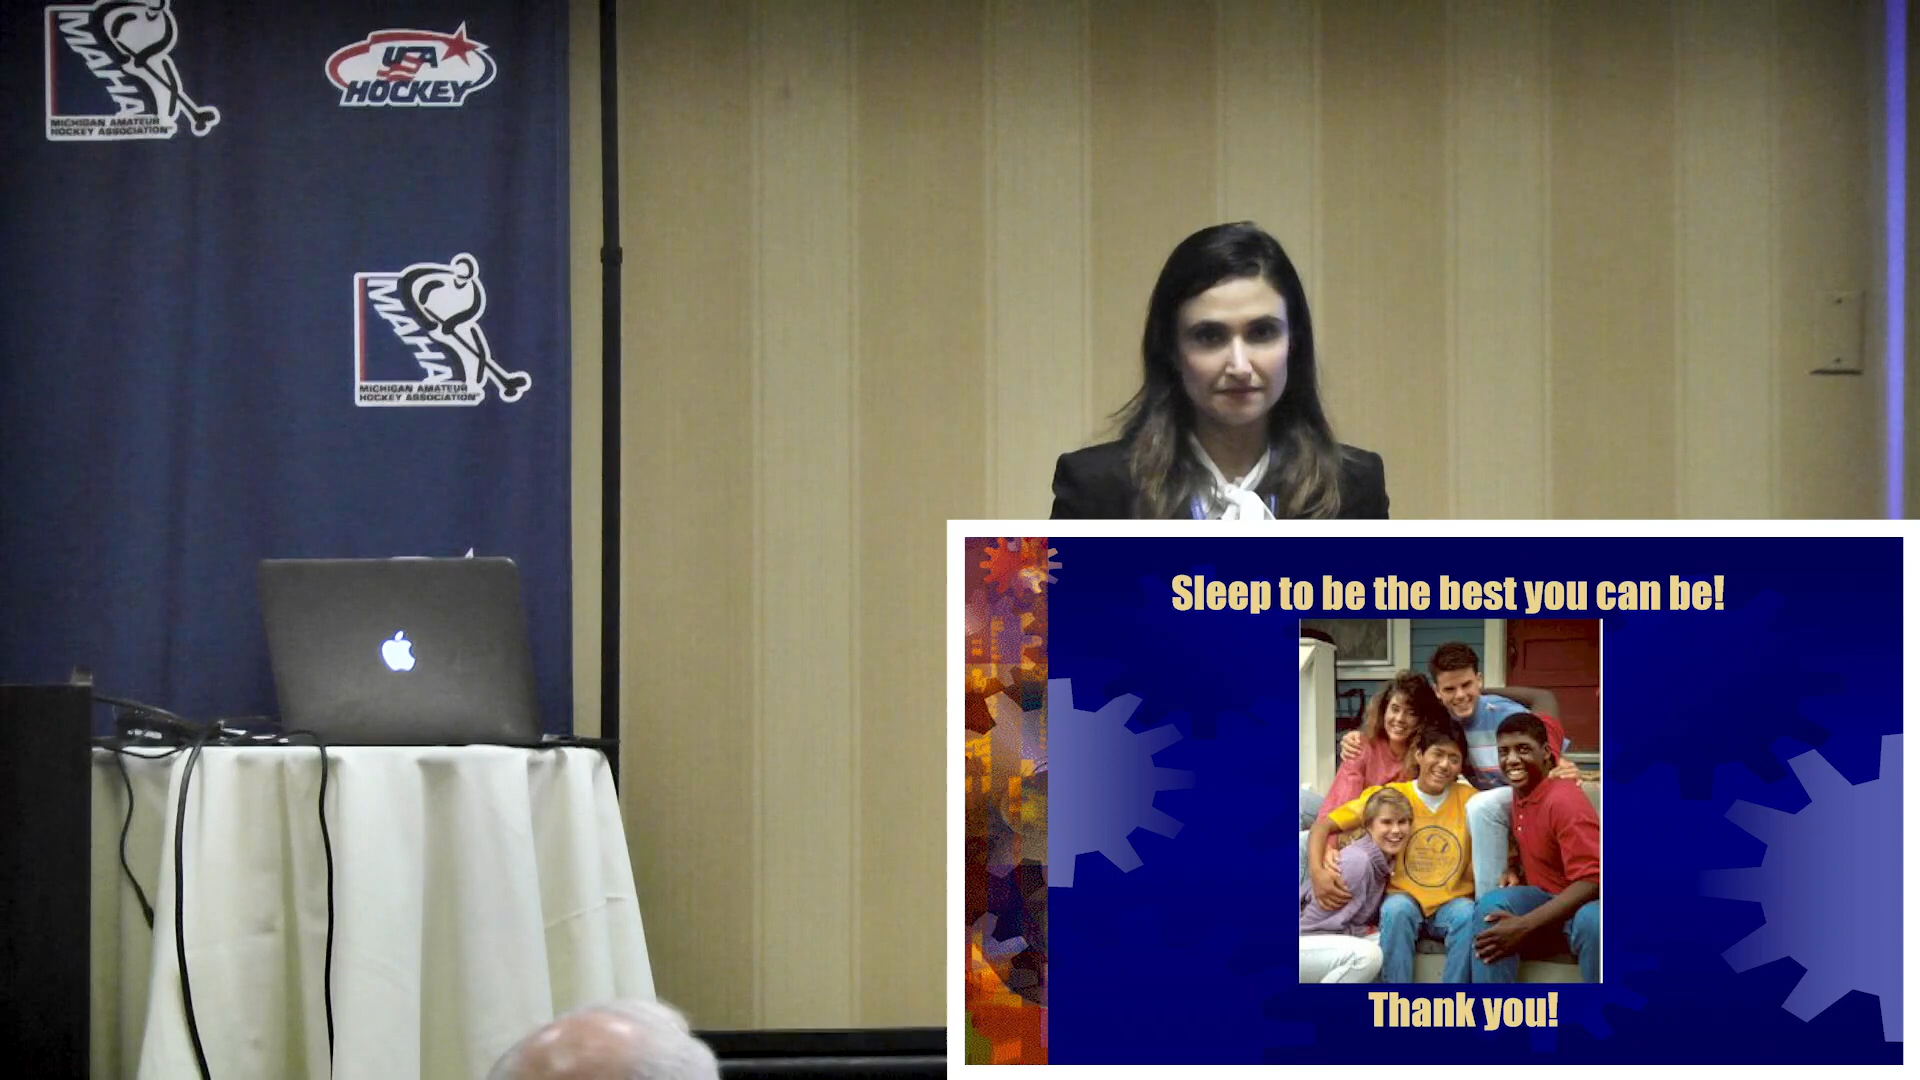 MAHA
MICHIGAN AMATEUR
HOCKEY ASSOCIATION
USA
HOCKEY
MAHA
MICHIGAN AMATEUR
HOCKEY ASSOCIATION
Sleep to be the best you can be!
Thank you!